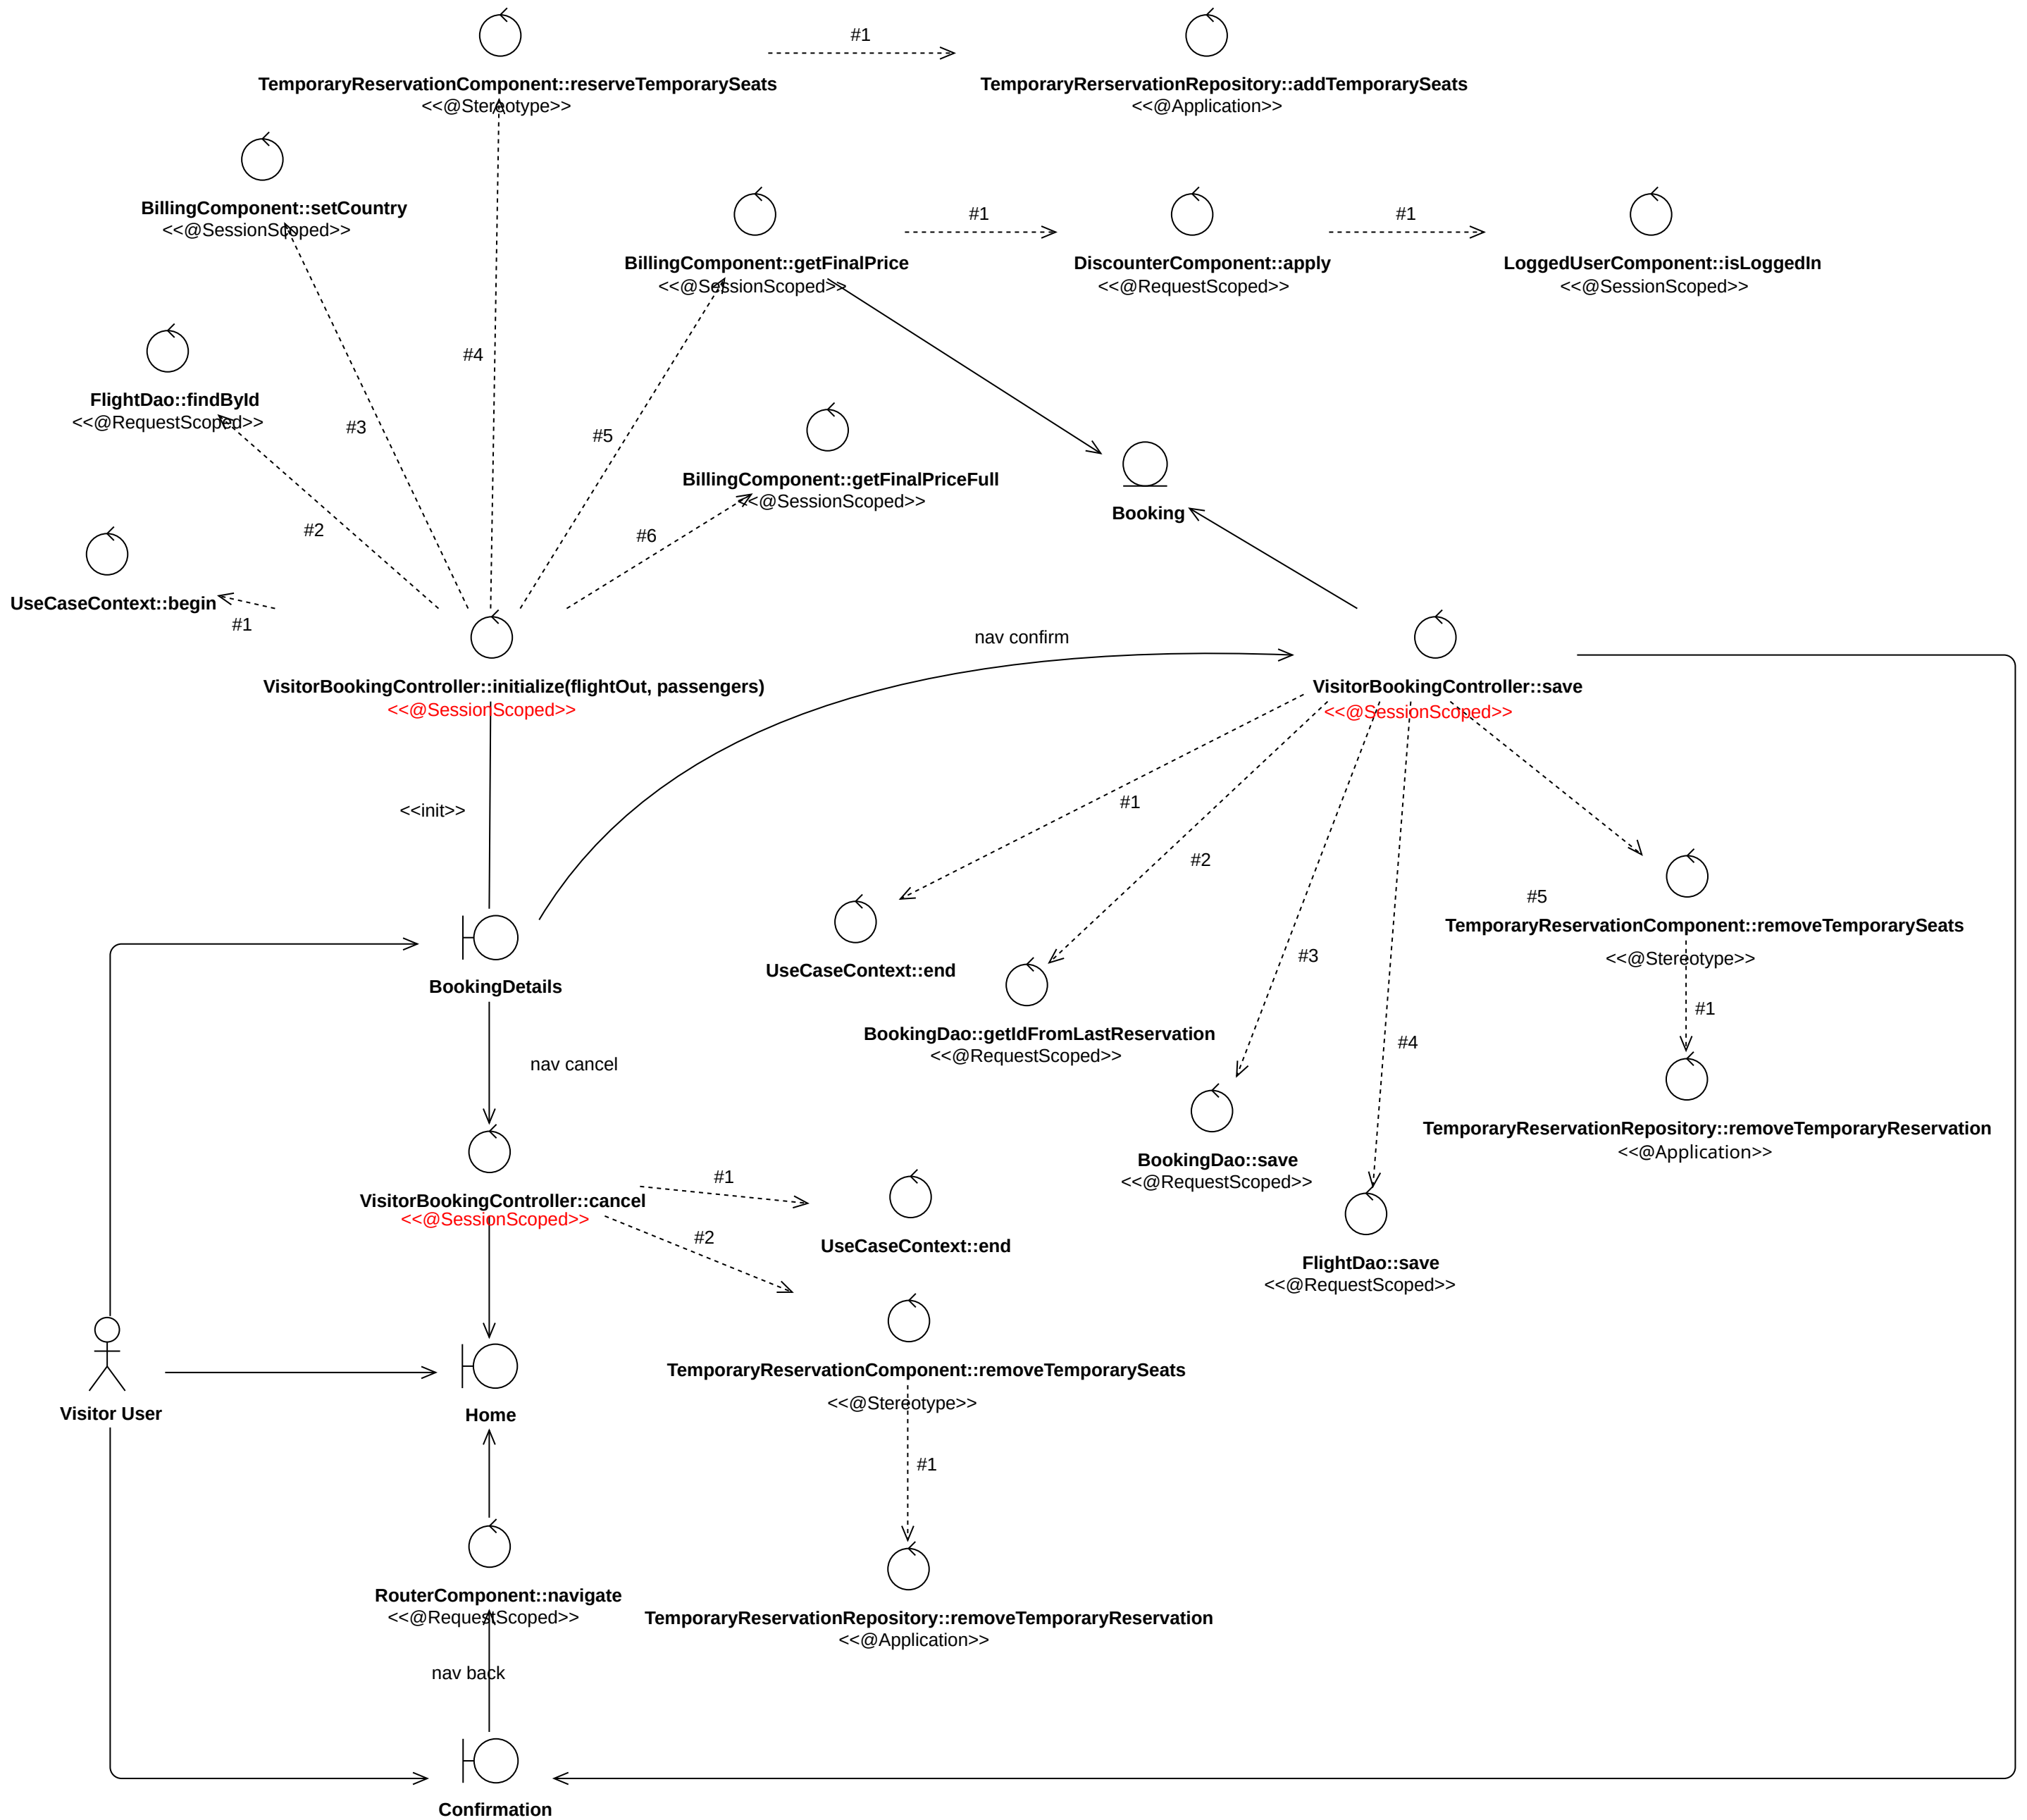 #1
TemporaryReservationComponent::reserveTemporarySeats
<<@Stereotype>>
TemporaryRerservationRepository::addTemporarySeats
<<@Application>>
BillingComponent::setCountry
<<@SessionScoped>>
#1
#1
BillingComponent::getFinalPrice
<<@SessionScoped>>
DiscounterComponent::apply
<<@RequestScoped>>
LoggedUserComponent::isLoggedIn
<<@SessionScoped>>
#4
FlightDao::findById
<<@RequestScoped>>
#3
#5
BillingComponent::getFinalPriceFull
<<@SessionScoped>>
Booking
#2
#6
UseCaseContext::begin
#1
nav confirm
VisitorBookingController::initialize(flightOut, passengers)
<<@SessionScoped>>
VisitorBookingController::save
<<@SessionScoped>>
<<init>>
#1
#2
#5
TemporaryReservationComponent::removeTemporarySeats
<<@Stereotype>>
#3
UseCaseContext::end
BookingDetails
#1
BookingDao::getIdFromLastReservation
<<@RequestScoped>>
#4
nav cancel
TemporaryReservationRepository::removeTemporaryReservation
<<@Application>>
BookingDao::save
<<@RequestScoped>>
#1
VisitorBookingController::cancel
<<@SessionScoped>>
#2
UseCaseContext::end
FlightDao::save
<<@RequestScoped>>
TemporaryReservationComponent::removeTemporarySeats
<<@Stereotype>>
Visitor User
Home
#1
RouterComponent::navigate
<<@RequestScoped>>
TemporaryReservationRepository::removeTemporaryReservation
<<@Application>>
nav back
Confirmation